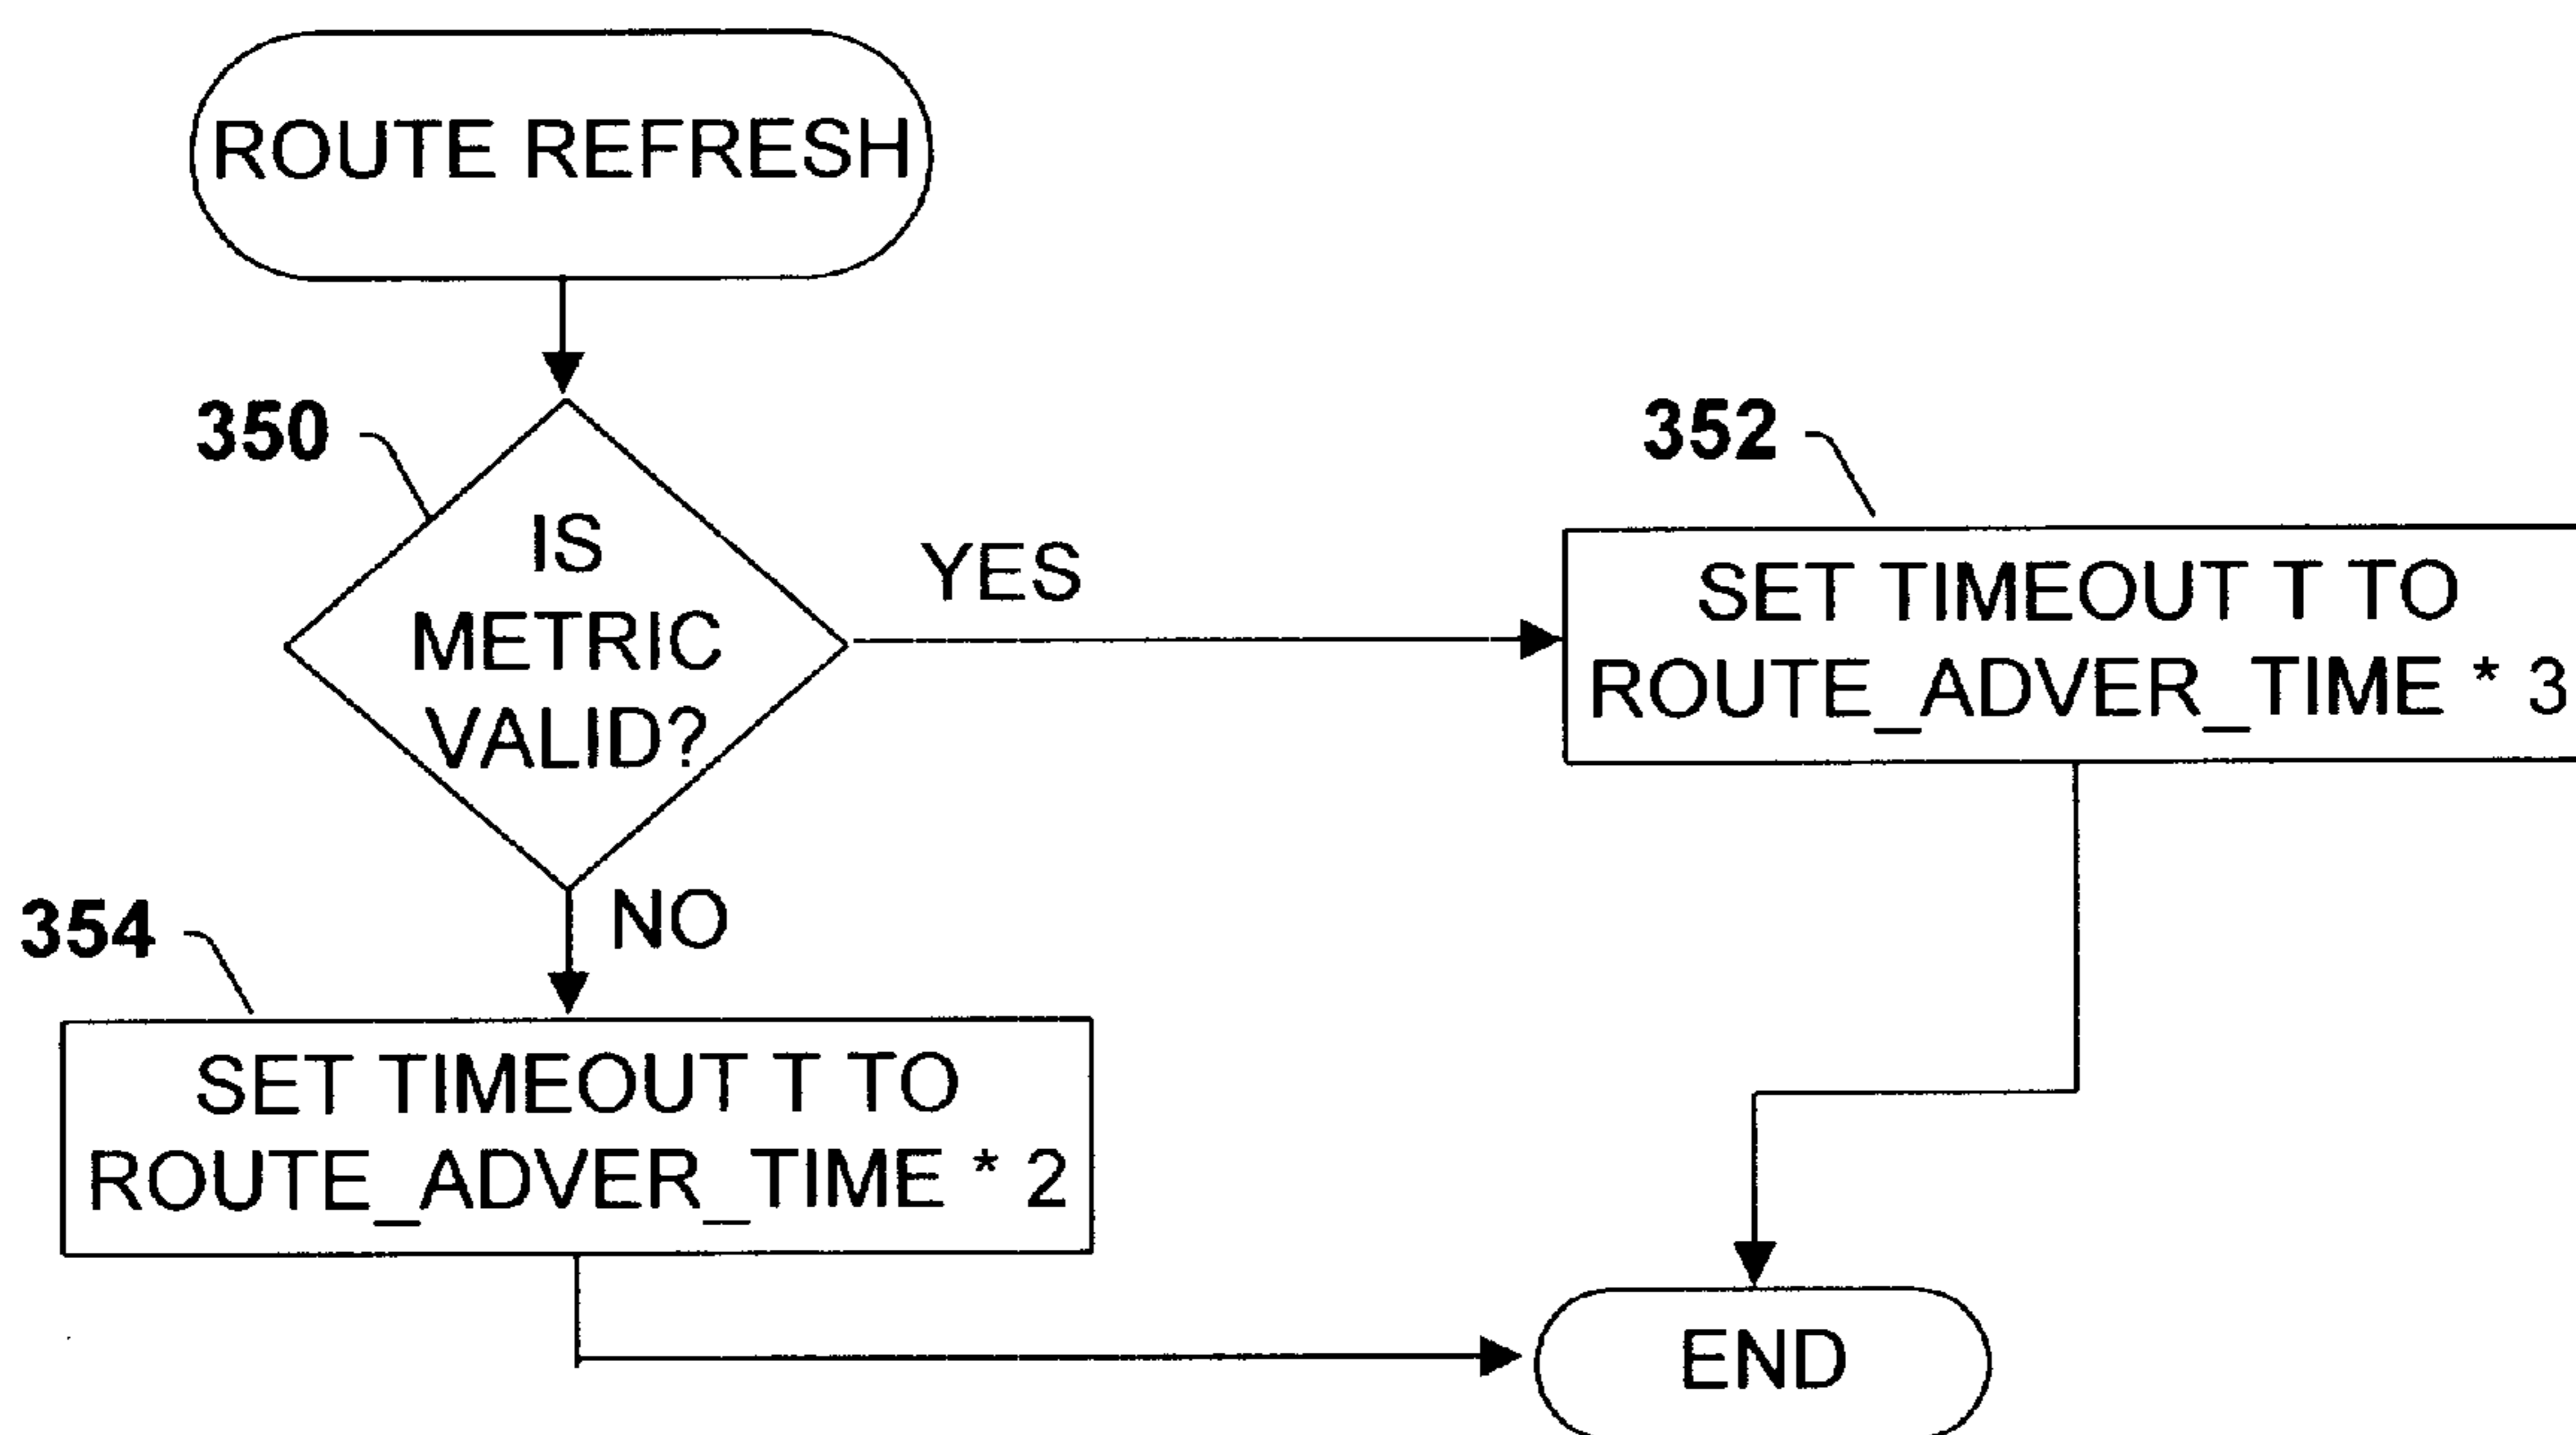 ROUTE REFRESH
350
IS
METRIC
VALID?
YES
352
SET TIMEOUT T TO
ROUTE_ADVER_TIME * 3
NO
354
SET TIMEOUT T TO
ROUTE_ADVER_TIME * 2
END